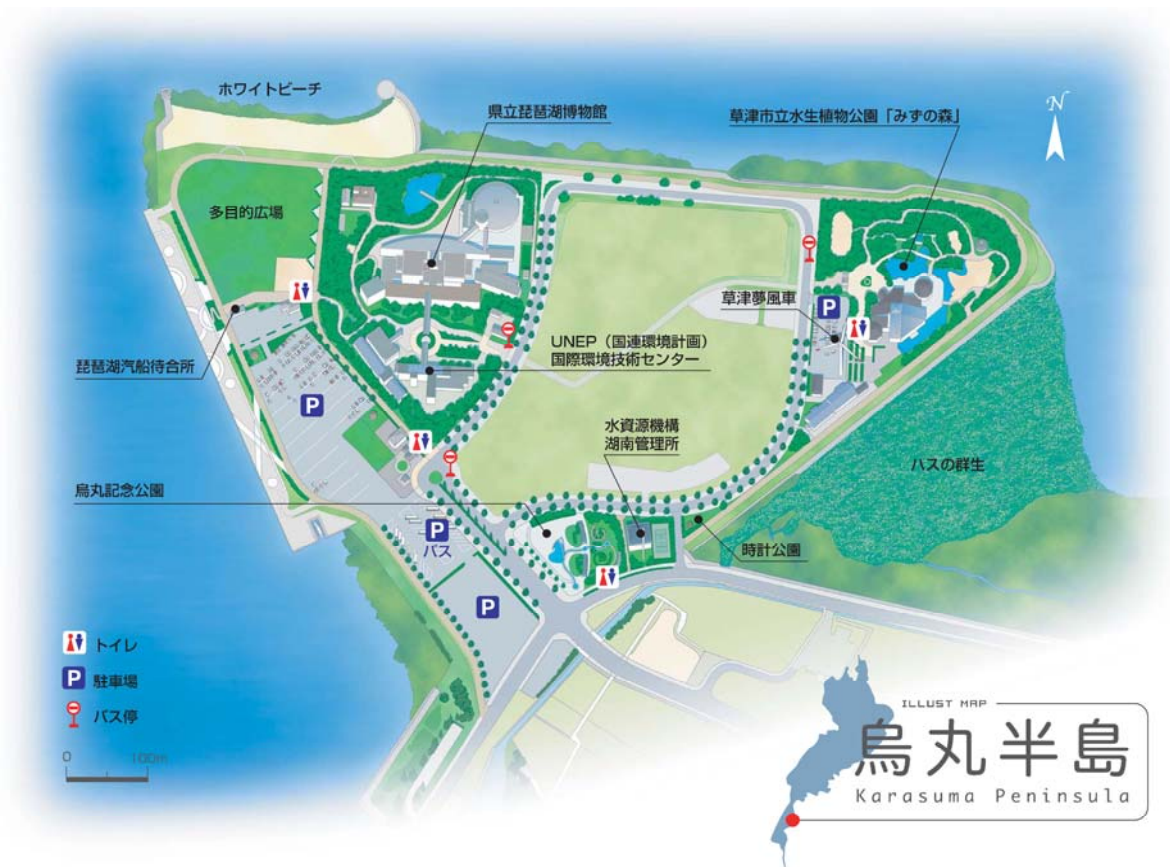 ホワイトビーチ
県立琵琶湖博物館
草津市立水生植物公園「みずの森」
N
多目的広場
草津夢風車
P
UNEP（国連環境計画）
国際環境技術センター
琵琶湖汽船待合所
P
水資源機構
湖南管理所
ハスの群生
烏丸記念公園
P
バス
時計公園
P
トイレ
P 駐車場
バス停
0 100m
ILLUST MAP
烏丸半島
Karasuma Peninsula